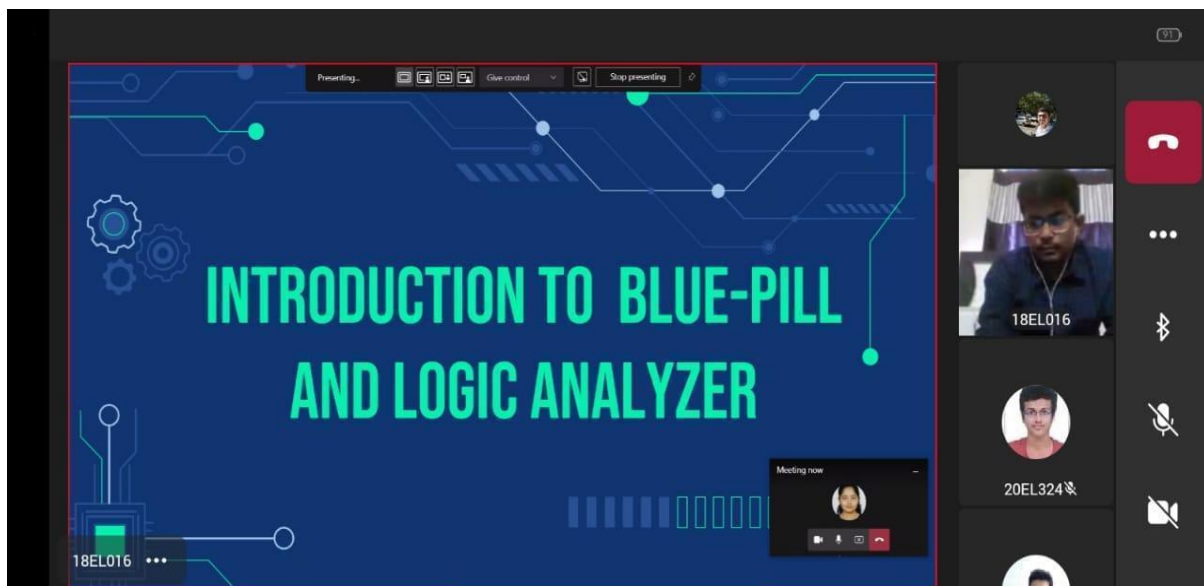 91
Presenting...
Give control
Stop presenting
INTRODUCTION TO BLUE-PILL
AND LOGIC ANALYZER
Meeting now
18EL016
18EL016
20EL324